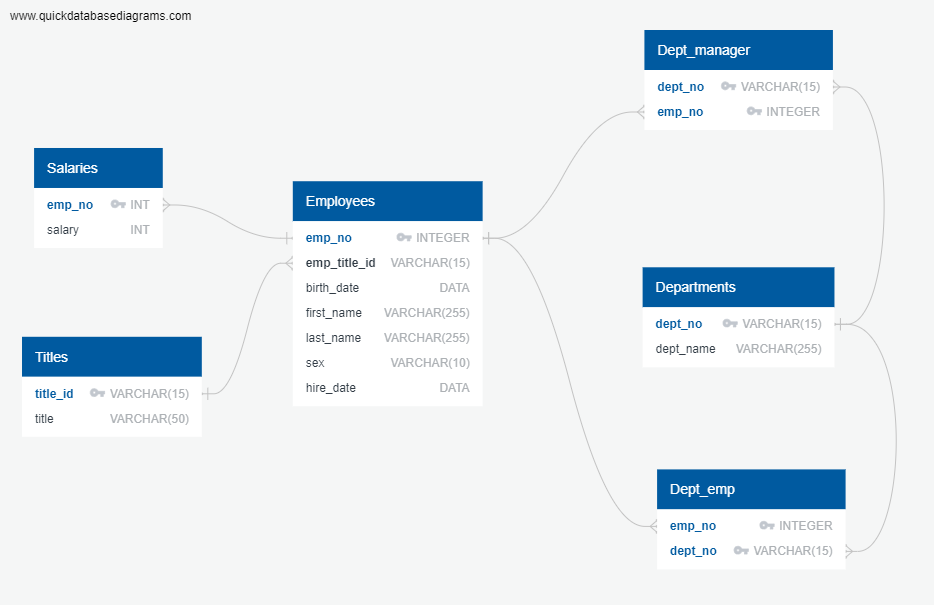 www.quickdatabasediagrams.com
Dept_manager
dept_no VARCHAR(15)
emp_no INTEGER
Salaries
emp_no INT
salary INT
Employees
emp_no INTEGER
emp_title_id VARCHAR(15)
birth_date DATA
first_name VARCHAR(255)
last_name VARCHAR(255)
sex VARCHAR(10)
hire_date DATA
Departments
dept_no VARCHAR(15)
dept_name VARCHAR(255)
Titles
title_id VARCHAR(15)
title VARCHAR(50)
Dept_emp
emp_no INTEGER
dept_no VARCHAR(15)